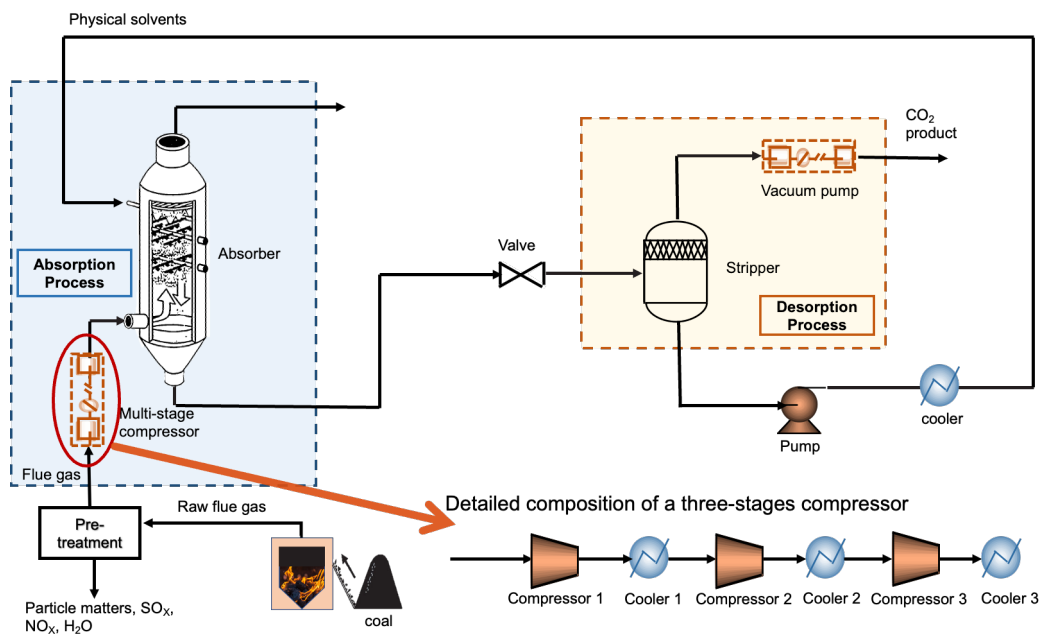 Physical solvents
CO₂
product
Vacuum pump
Absorber
Valve
Absorption
Process
Stripper
Desorption
Process
Multi-stage
compressor
cooler
Pump
Flue gas
Raw flue gas
Detailed composition of a three-stages compressor
Pre-
treatment
Compressor 1
Cooler 1
Compressor 2
Cooler 2
Compressor 3
Cooler 3
Particle matters, SOₓ,
NOₓ, H₂O
coal